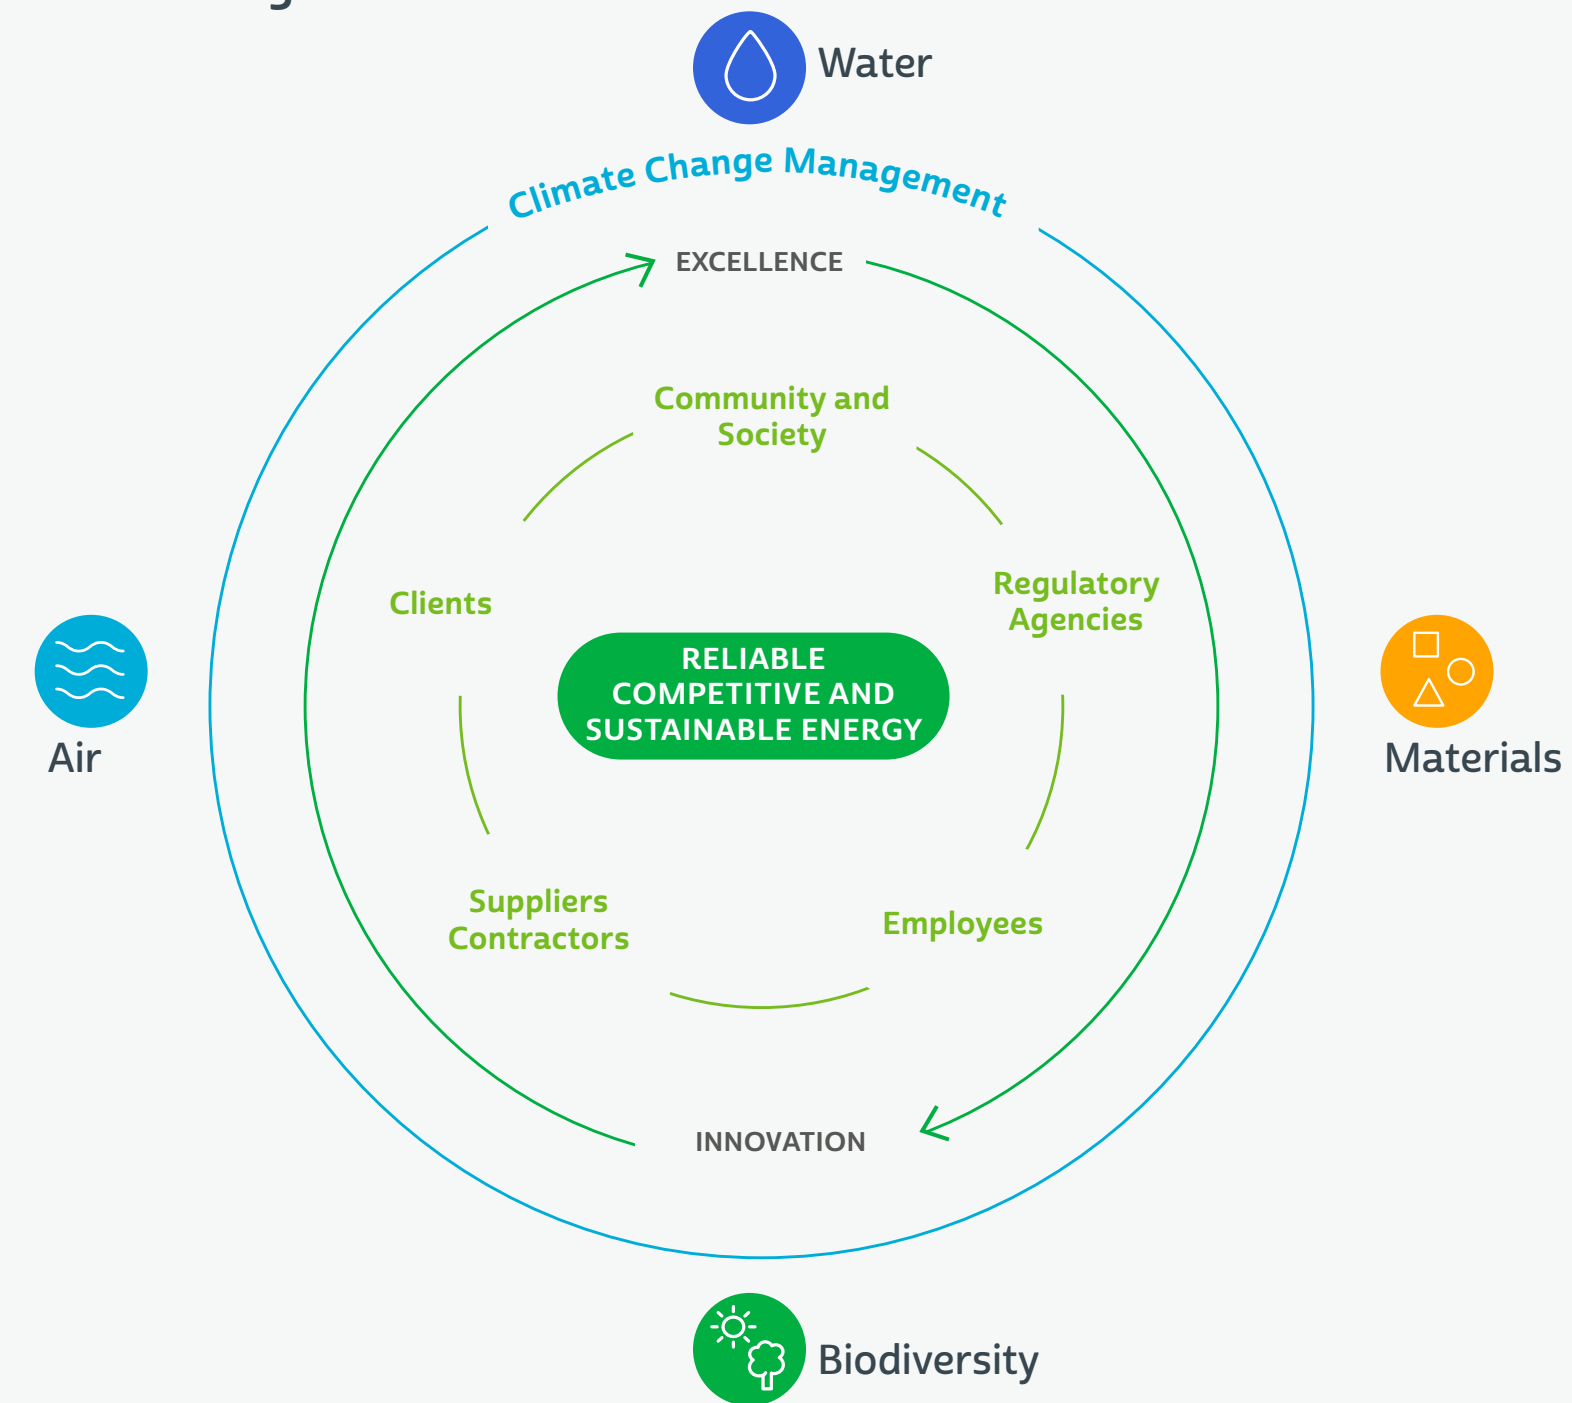 Water
Climate Change Management
EXCELLENCE
Community and
Society
Clients
Regulatory
Agencies
RELIABLE
COMPETITIVE AND
SUSTAINABLE ENERGY
Air
Materials
Suppliers
Contractors
Employees
INNOVATION
Biodiversity